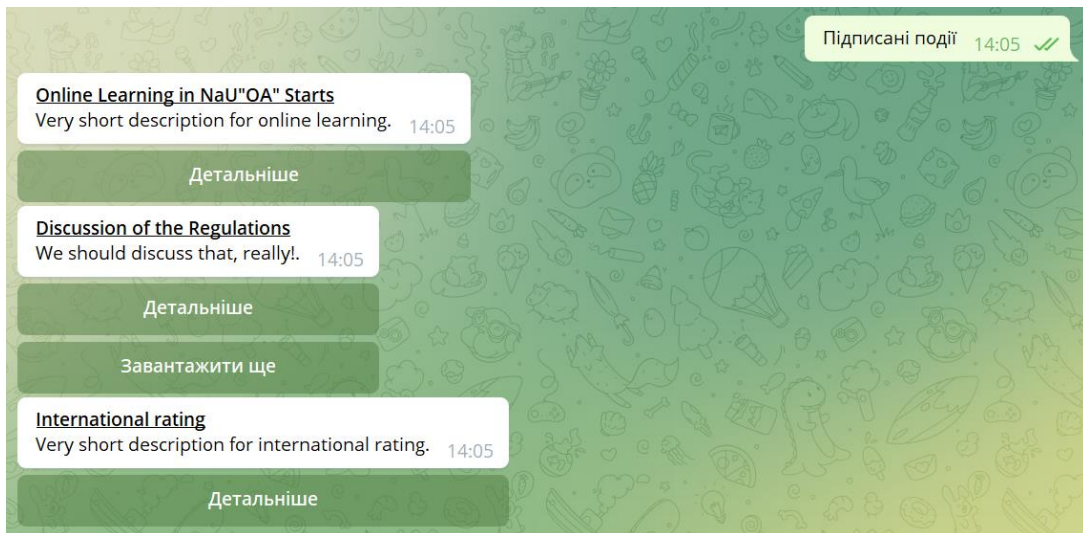 Підписані події 14:05
Online Learning in NaU"OA" Starts
Very short description for online learning. 14:05
Детальніше
Discussion of the Regulations
We should discuss that, really!. 14:05
Детальніше
Завантажити ще
International rating
Very short description for international rating. 14:05
Детальніше